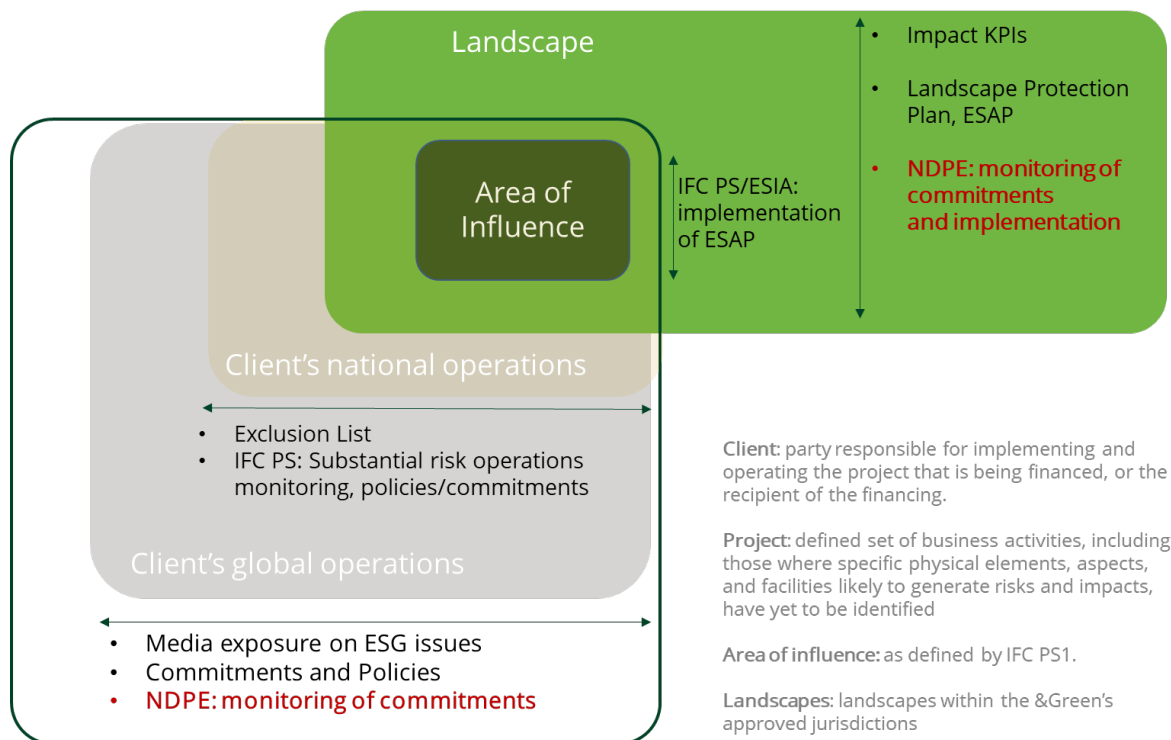 Landscape
• Impact KPIs
• Landscape Protection
Plan, ESAP
• NDPE: monitoring of
commitments
and implementation
Area of
Influence
IFC PS/ESIA:
implementation
of ESAP
Client's national operations
• Exclusion List
• IFC PS: Substantial risk operations
monitoring, policies/commitments
Client's global operations
• Media exposure on ESG issues
• Commitments and Policies
• NDPE: monitoring of commitments
Client: party responsible for implementing and
operating the project that is being financed, or the
recipient of the financing.
Project: defined set of business activities, including
those where specific physical elements, aspects,
and facilities likely to generate risks and impacts,
have yet to be identified
Area of influence: as defined by IFC PS1.
Landscapes: landscapes within the &Green's
approved jurisdictions